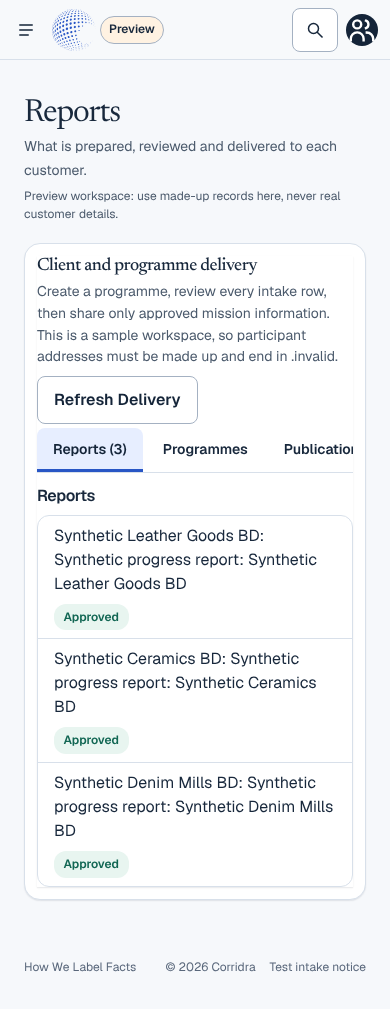 Preview
Reports
What is prepared, reviewed and delivered to each
customer.
Preview workspace: use made-up records here, never real
customer details.
Client and programme delivery
Create a programme, review every intake row,
then share only approved mission information.
This is a sample workspace, so participant
addresses must be made up and end in .invalid.
Refresh Delivery
Reports (3) Programmes Publication
Reports
Synthetic Leather Goods BD:
Synthetic progress report: Synthetic
Leather Goods BD
Approved
Synthetic Ceramics BD: Synthetic
progress report: Synthetic Ceramics
BD
Approved
Synthetic Denim Mills BD: Synthetic
progress report: Synthetic Denim Mills
BD
Approved
How We Label Facts © 2026 Corridra Test intake notice